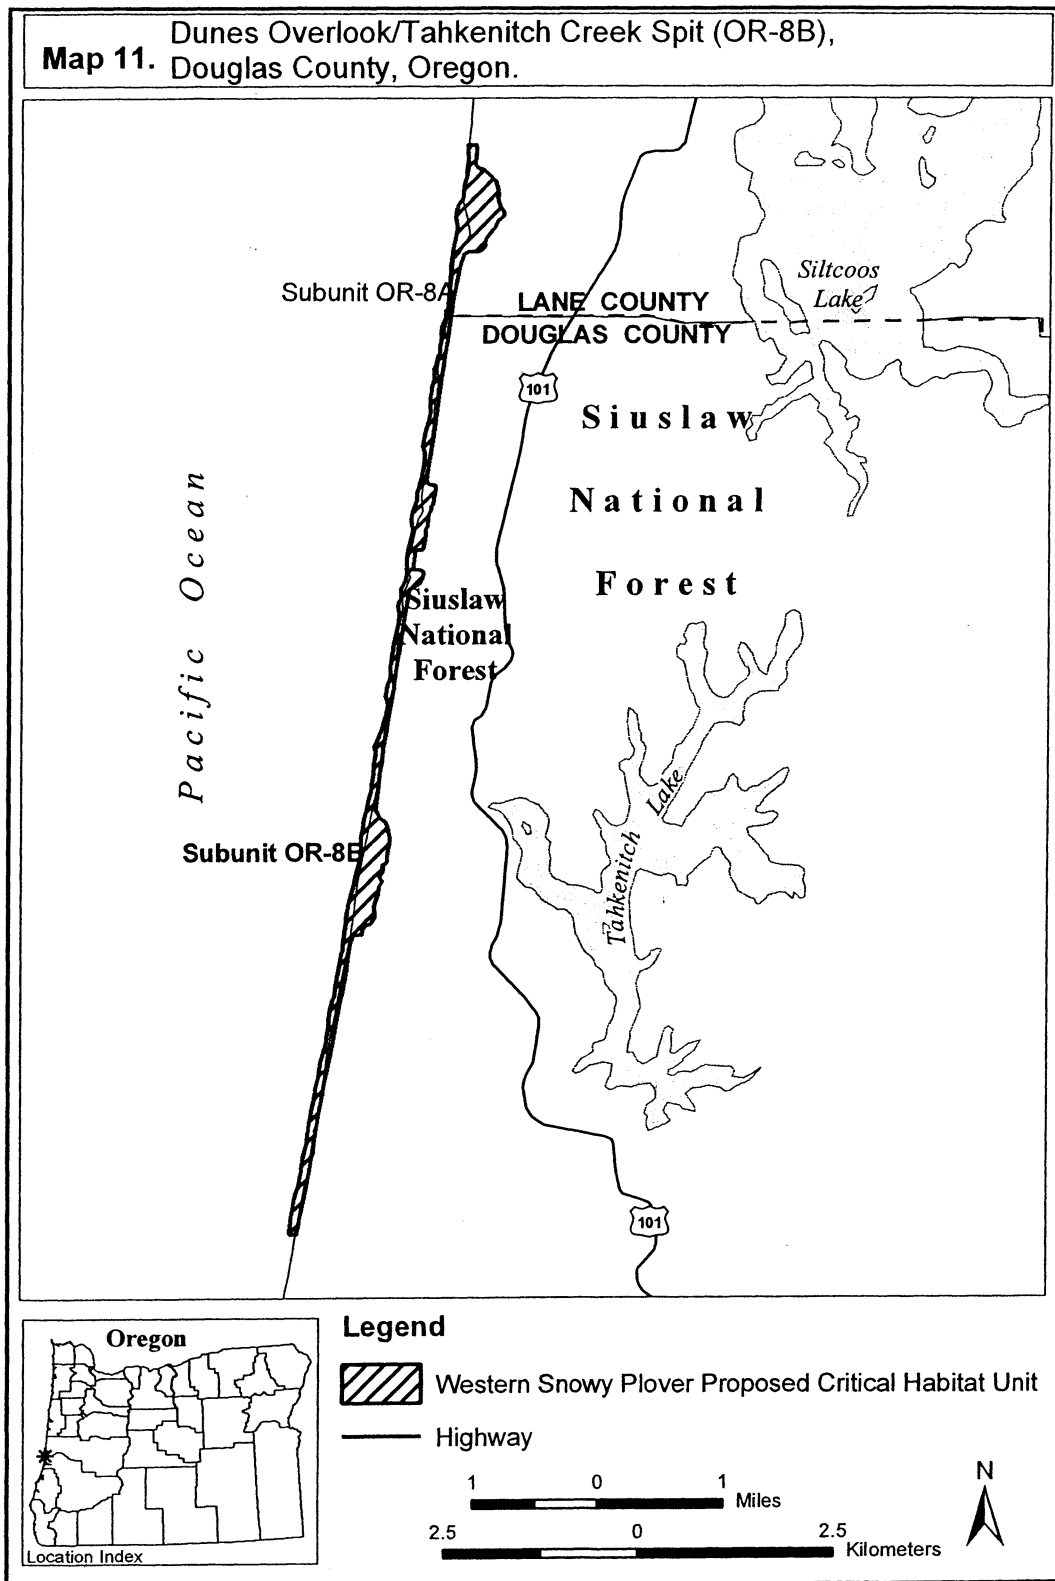 Map 11.
Dunes Overlook/Tahkenitch Creek Spit (OR-8B),
Douglas County, Oregon.
Subunit OR-8A
LANE COUNTY
DOUGLAS COUNTY
Siltcoos
Lake
101
Siuslaw
National
Forest
Pacific Ocean
Siuslaw
National
Forest
Subunit OR-8B
Tahkenitch Lake
101
Oregon
Location Index
Legend
Western Snowy Plover Proposed Critical Habitat Unit
Highway
1 0 1
Miles
2.5 0 2.5
Kilometers
N